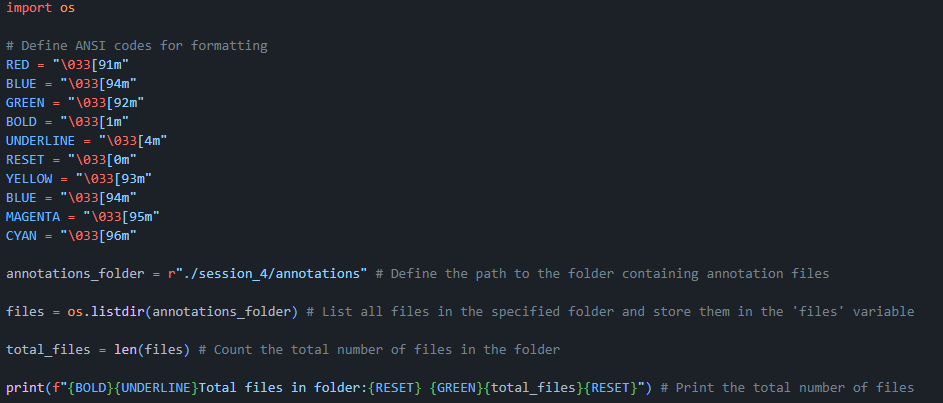 import os
# Define ANSI codes for formatting
RED = "\033[91m"
BLUE = "\033[94m"
GREEN = "\033[92m"
BOLD = "\033[1m"
UNDERLINE = "\033[4m"
RESET = "\033[0m"
YELLOW = "\033[93m"
BLUE = "\033[94m"
MAGENTA = "\033[95m"
CYAN = "\033[96m"
annotations_folder = r"./session_4/annotations" # Define the path to the folder containing annotation files
files = os.listdir(annotations_folder) # List all files in the specified folder and store them in the 'files' variable
total_files = len(files) # Count the total number of files in the folder
print(f"{BOLD}{UNDERLINE}Total files in folder:{RESET} {GREEN}{total_files}{RESET}") # Print the total number of files